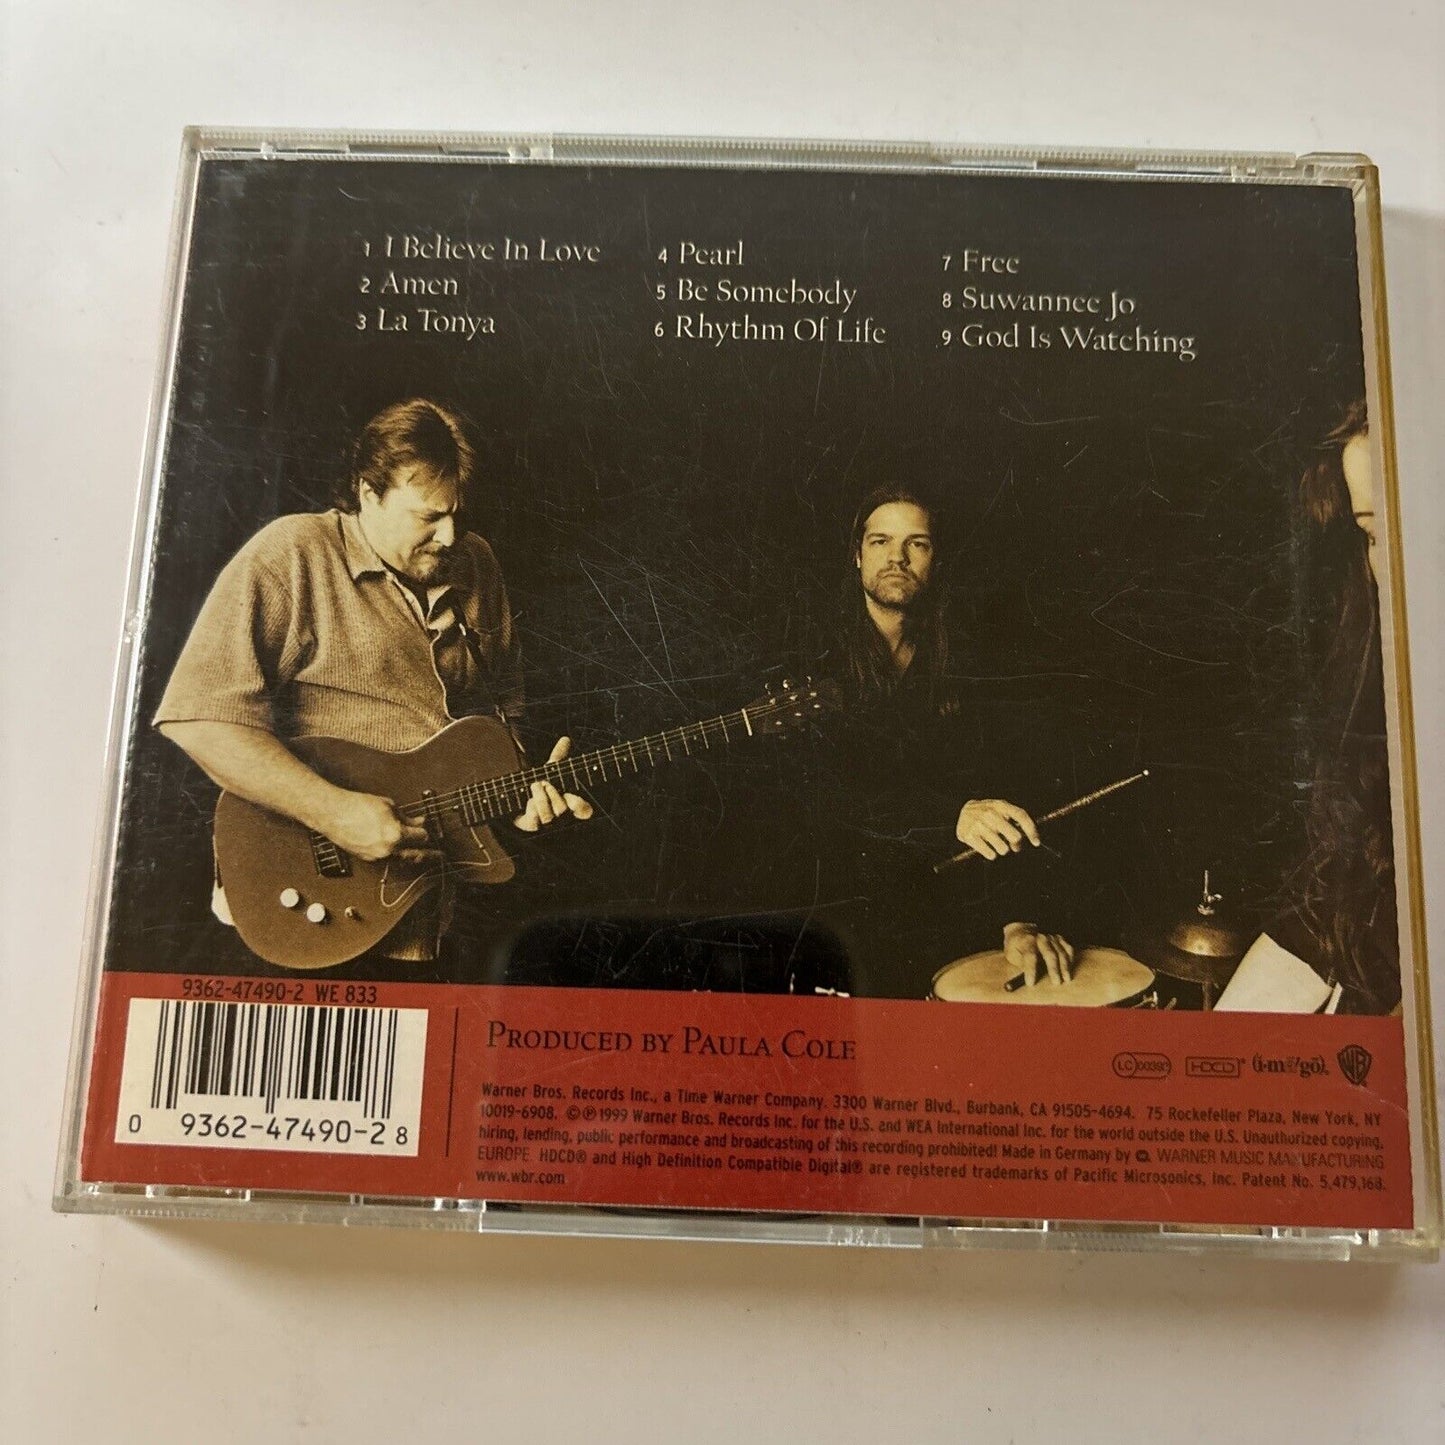 1 I Believe In Love
2 Amen
3 La Tonya
4 Pearl
5 Be Somebody
6 Rhythm Of Life
7 Free
8 Suwannee Jo
9 God Is Watching
9362-47490-2 WE 833
0 9362-47490-2 8
PRODUCED BY PAULA COLE
HDCD®
WB
Warner Bros. Records Inc., a Time Warner Company. 3300 Warner Blvd., Burbank, CA 91505-4694. 75 Rockefeller Plaza, New York, NY
10019-6908. ©℗1999 Warner Bros. Records Inc. for the U.S. and WEA International Inc. for the world outside the U.S. Unauthorized copying,
hiring, lending, public performance and broadcasting of this recording prohibited! Made in Germany by WARNER MUSIC MANUFACTURING
EUROPE. HDCD® and High Definition Compatible Digital® are registered trademarks of Pacific Microsonics, Inc. Patent No. 5,479,168.
www.wbr.com